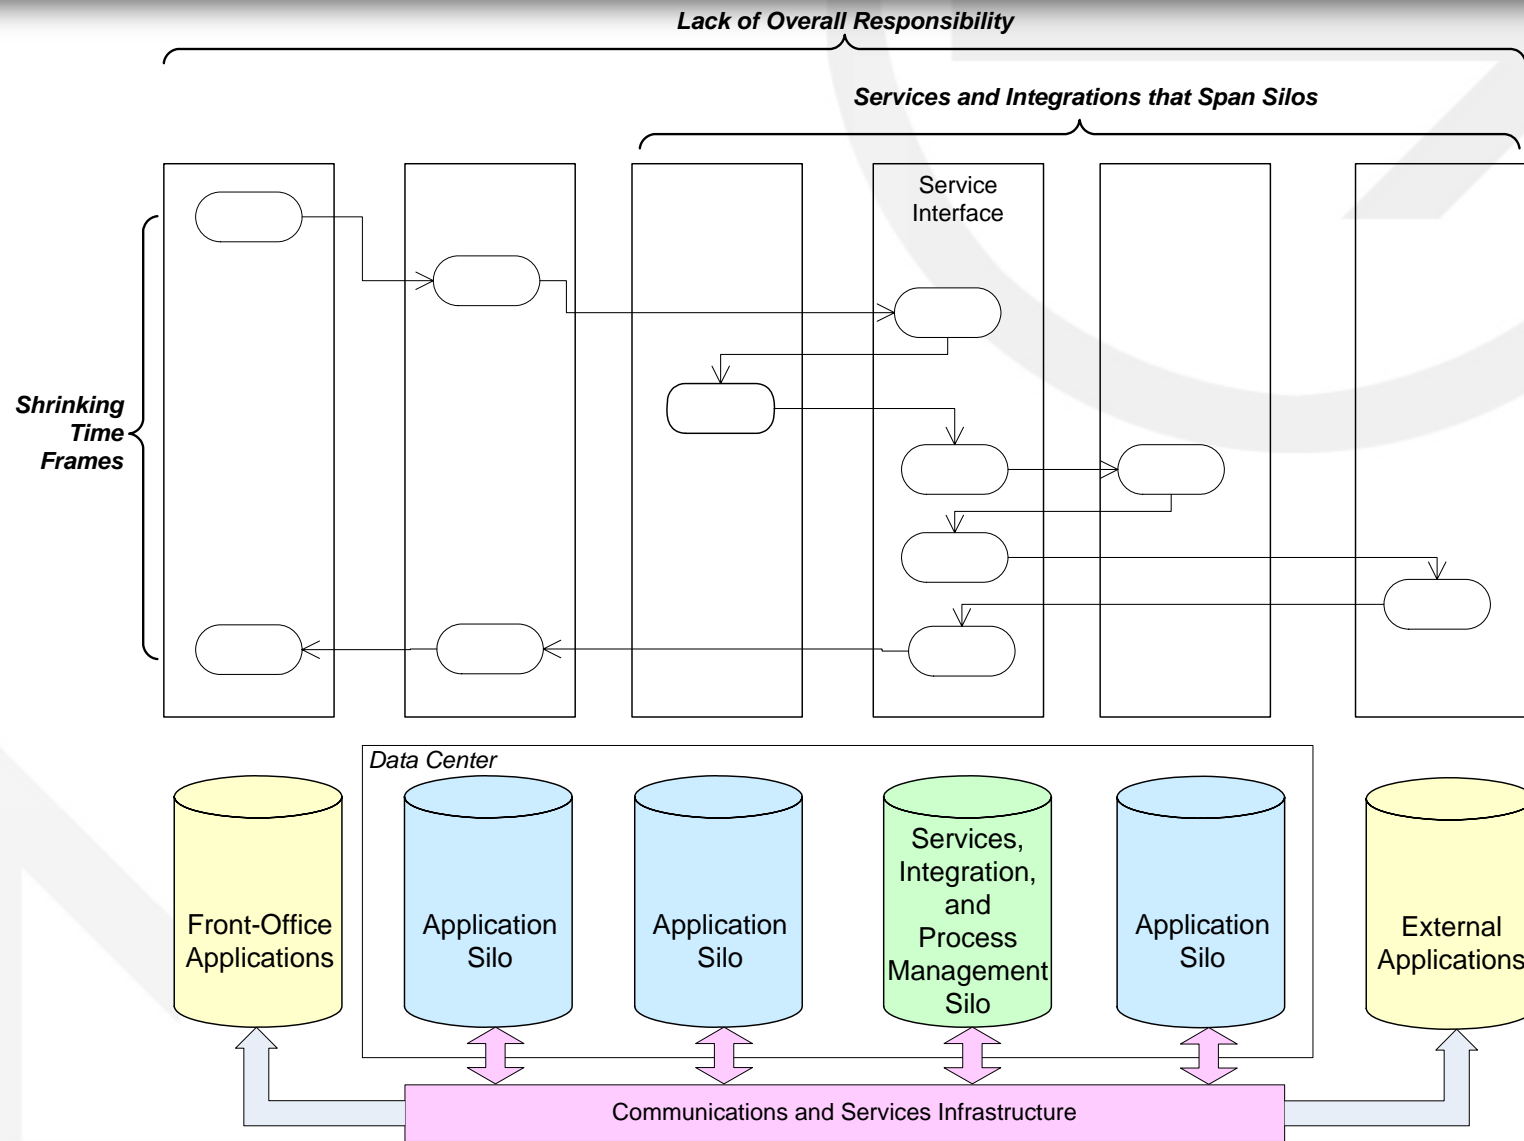 Lack of Overall Responsibility
Services and Integrations that Span Silos
Service
Interface
Shrinking
Time
Frames
Data Center
Front-Office
Applications
Application
Silo
Application
Silo
Services,
Integration,
and
Process
Management
Silo
Application
Silo
External
Applications
Communications and Services Infrastructure